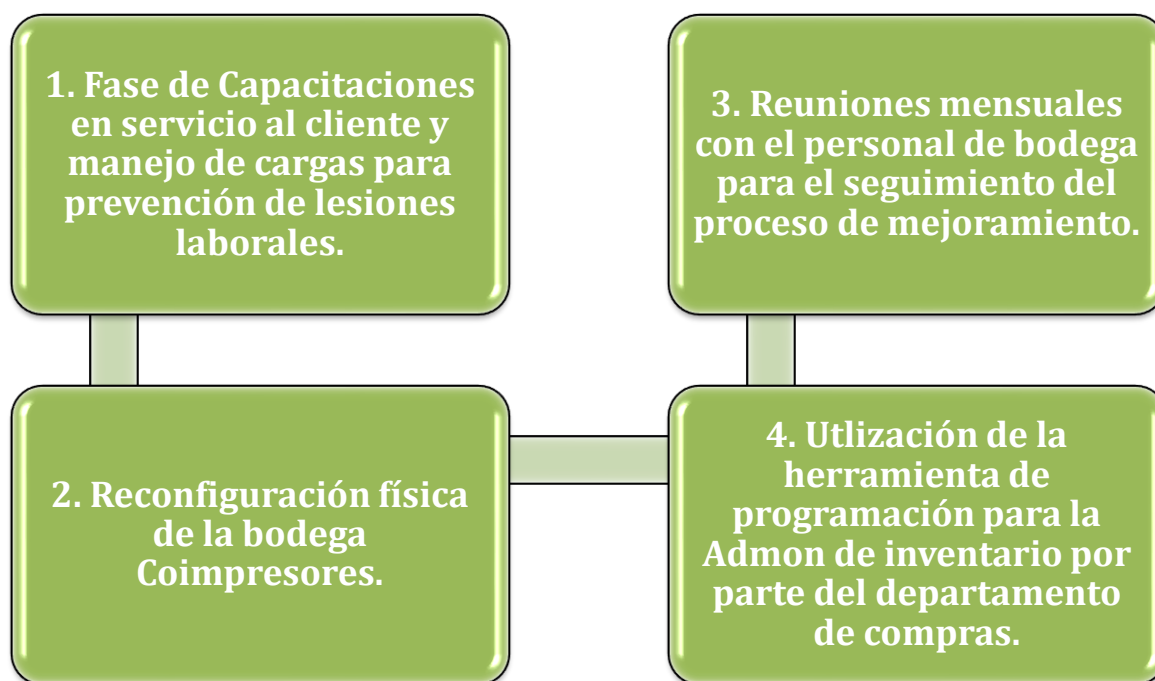 1. Fase de Capacitaciones
en servicio al cliente y
manejo de cargas para
prevención de lesiones
laborales.
2. Reconfiguración física
de la bodega
Coimpresores.
3. Reuniones mensuales
con el personal de bodega
para el seguimiento del
proceso de mejoramiento.
4. Utlización de la
herramienta de
programación para la
Admon de inventario por
parte del departamento
de compras.